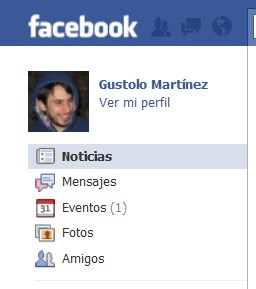 facebook
Gustolo Martínez
Ver mi perfil
Noticias
Mensajes
31
Eventos (1)
Fotos
Amigos